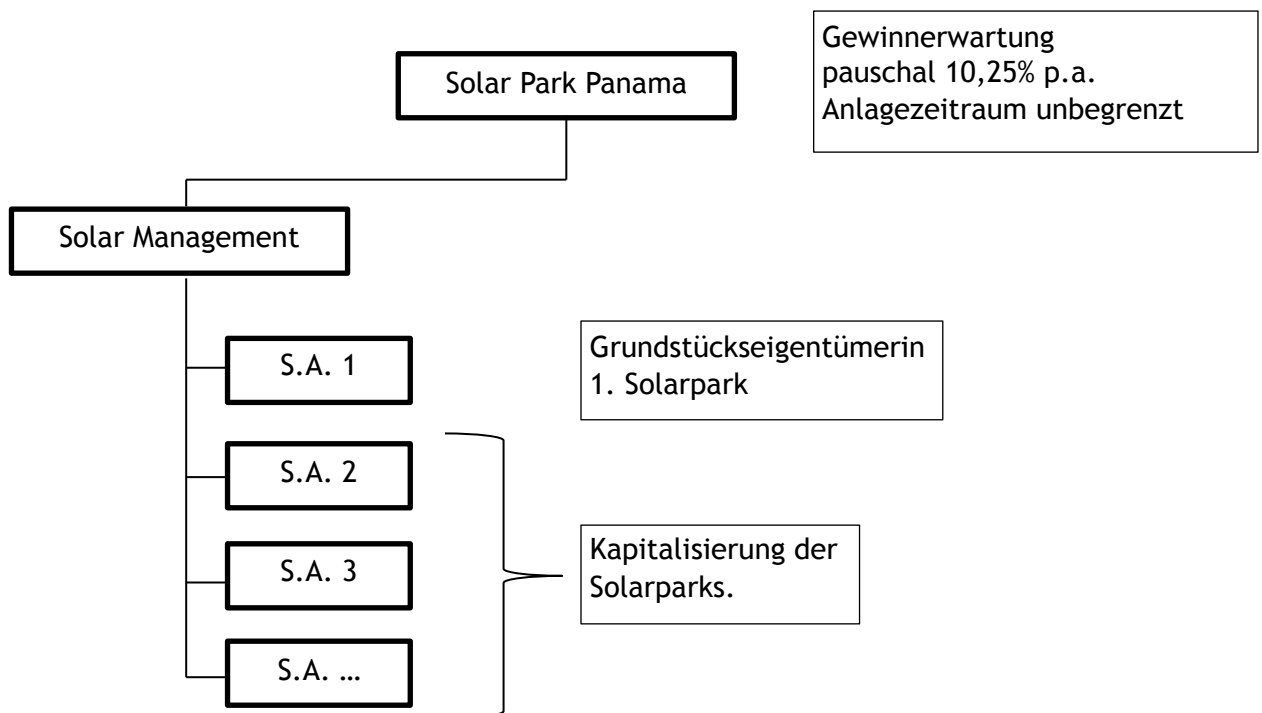 Solar Park Panama
Gewinnerwartung
pauschal 10,25% p.a.
Anlagezeitraum unbegrenzt
Solar Management
S.A. 1
Grundstückseigentümerin
1. Solarpark
S.A. 2
S.A. 3
Kapitalisierung der
Solarparks.
S.A. …